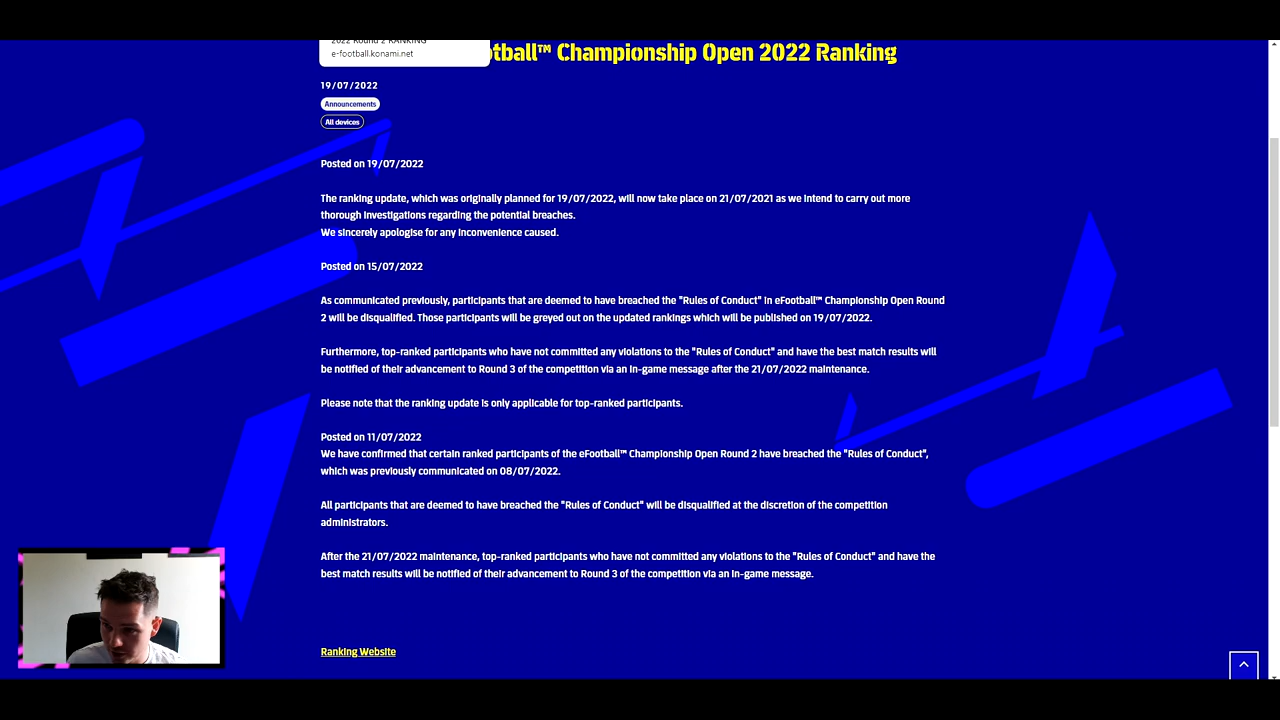 2022 Round 2 RANKING
e-football.konami.net
otball™ Championship Open 2022 Ranking
19/07/2022
Announcements
All devices
Posted on 19/07/2022
The ranking update, which was originally planned for 19/07/2022, will now take place on 21/07/2021 as we intend to carry out more
thorough investigations regarding the potential breaches.
We sincerely apologise for any inconvenience caused.
Posted on 15/07/2022
As communicated previously, participants that are deemed to have breached the "Rules of Conduct" in eFootball™ Championship Open Round
2 will be disqualified. Those participants will be greyed out on the updated rankings which will be published on 19/07/2022.
Furthermore, top-ranked participants who have not committed any violations to the "Rules of Conduct" and have the best match results will
be notified of their advancement to Round 3 of the competition via an in-game message after the 21/07/2022 maintenance.
Please note that the ranking update is only applicable for top-ranked participants.
Posted on 11/07/2022
We have confirmed that certain ranked participants of the eFootball™ Championship Open Round 2 have breached the "Rules of Conduct",
which was previously communicated on 08/07/2022.
All participants that are deemed to have breached the "Rules of Conduct" will be disqualified at the discretion of the competition
administrators.
After the 21/07/2022 maintenance, top-ranked participants who have not committed any violations to the "Rules of Conduct" and have the
best match results will be notified of their advancement to Round 3 of the competition via an in-game message.
Ranking Website